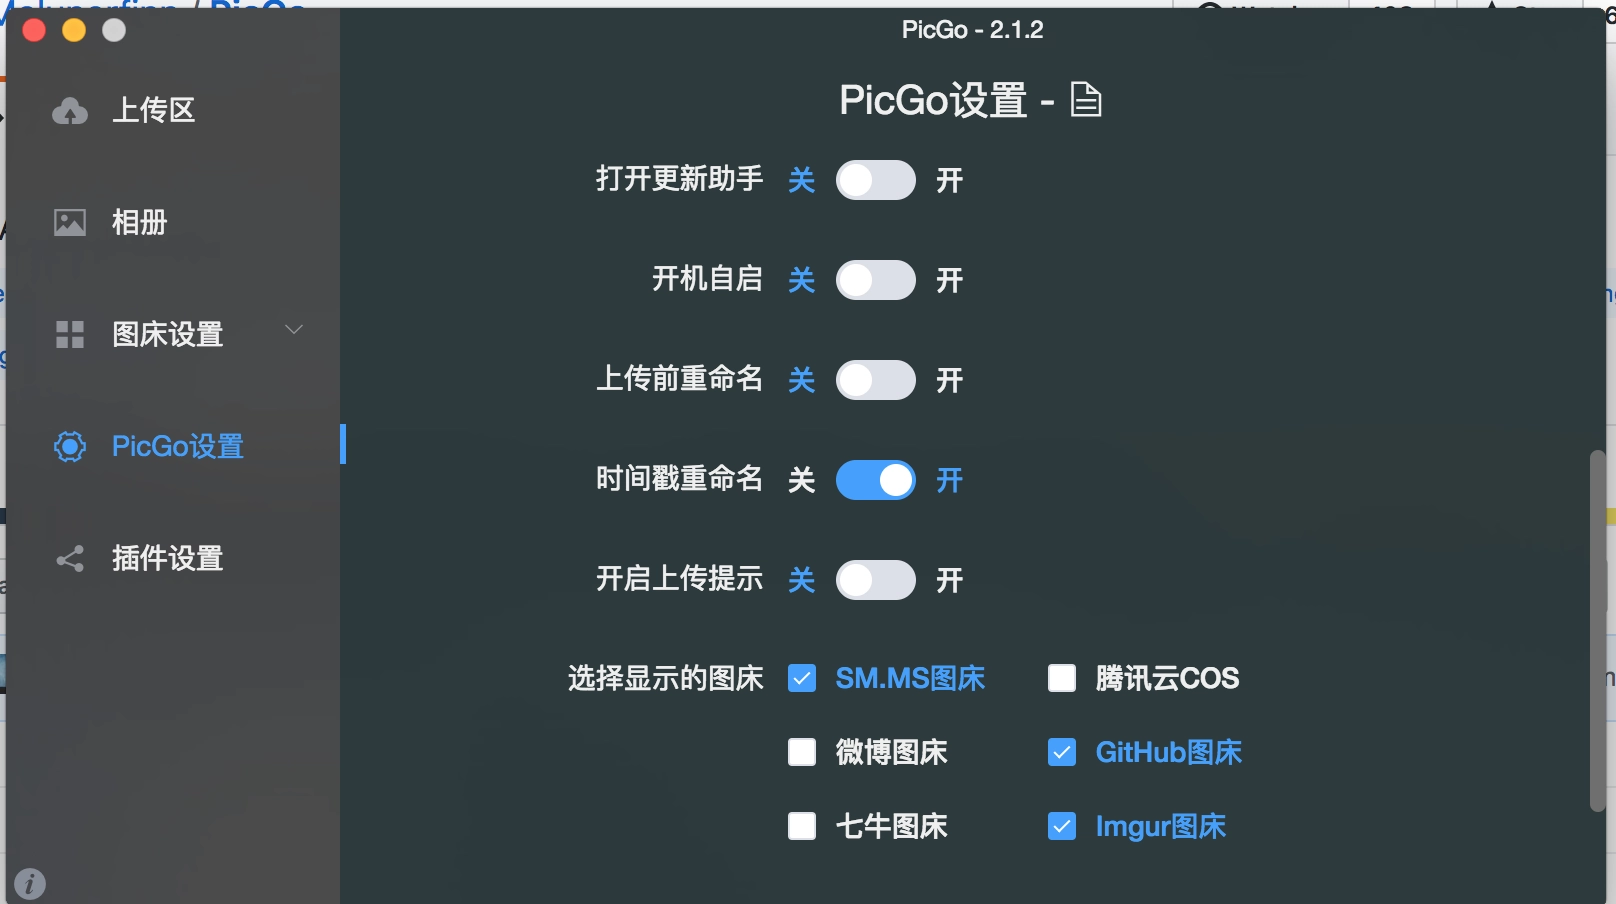 PicGo - 2.1.2
上传区
相册
图床设置
PicGo设置
插件设置
PicGo设置 -
打开更新助手 关 开
开机自启 关 开
上传前重命名 关 开
时间戳重命名 关 开
开启上传提示 关 开
选择显示的图床 SM.MS图床 腾讯云COS
微博图床 GitHub图床
七牛图床 Imgur图床